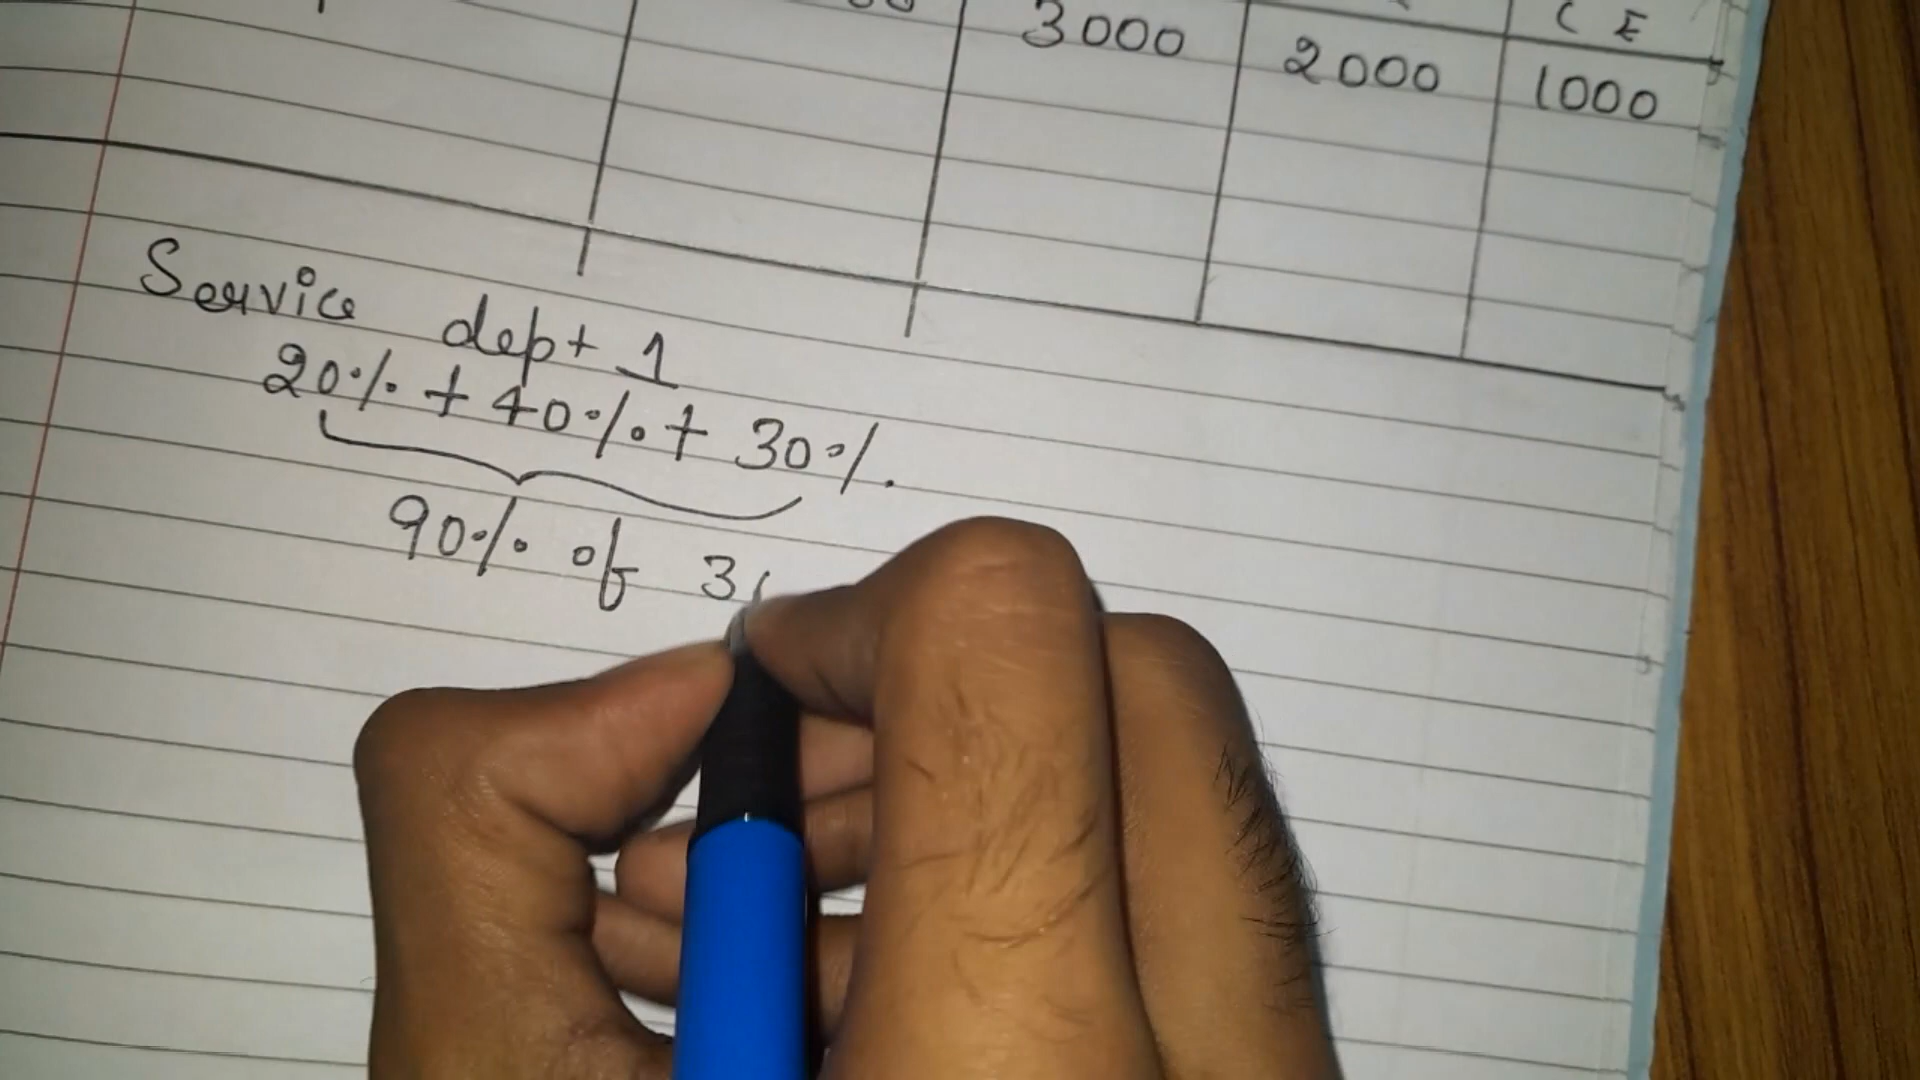 3000 2000 1000
Service dept 1
20% + 40% + 30%.
90% of 3